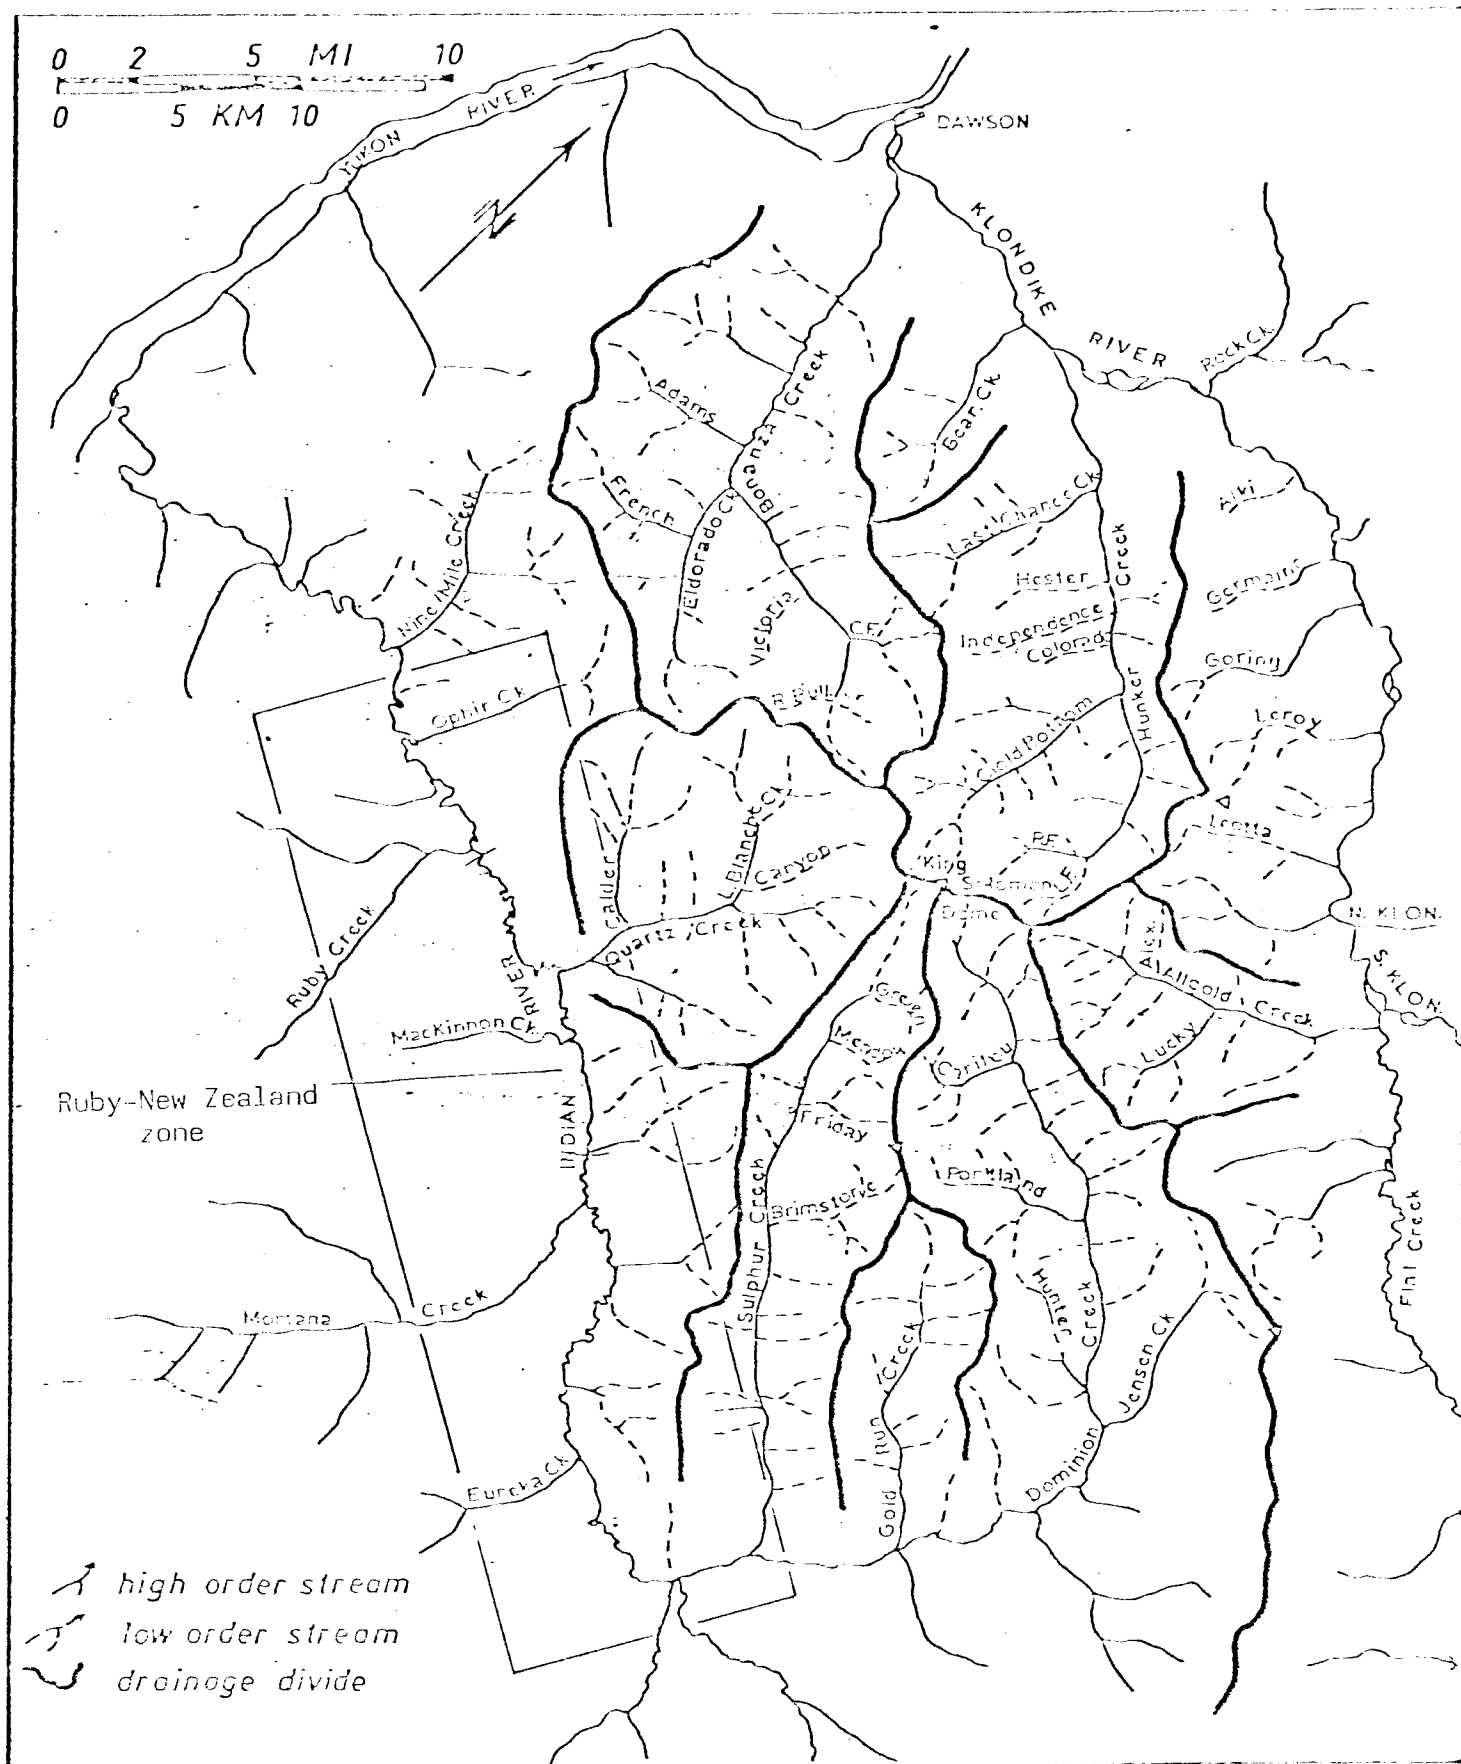 0 2 5 MI 10
0 5 KM 10
YUKON RIVER
DAWSON
N
KLONDIKE
RIVER
Rock Ck.
Adams
Bonanza Creek
Bear Ck
French
Eldorado Ck
Last Chance Ck
Alki
Nine Mile Creek
Hester
Creek
Germaine
Victoria
C.F.
Independence
Colorado
Goring
Ophir Ck
Gold Bottom
Hunker
Leroy
L. Blanche Ck
Leotta
Calder
Canyon
R.F.
King
Solomon
Dome
Quartz Creek
N. KLON.
Alex.
S. KLON.
Ruby Creek
Allgold Creek
RIVER
Green
MacKinnon Ck
Meadow
Caribou
Lucky
Ruby-New Zealand
zone
INDIAN
Friday
Portland
Brimstone
Sulphur Creek
Flat Creek
Hunter
Creek
Montana Creek
Jensen Ck
Gold Run Creek
Dominion
Eureka Ck
high order stream
low order stream
drainage divide